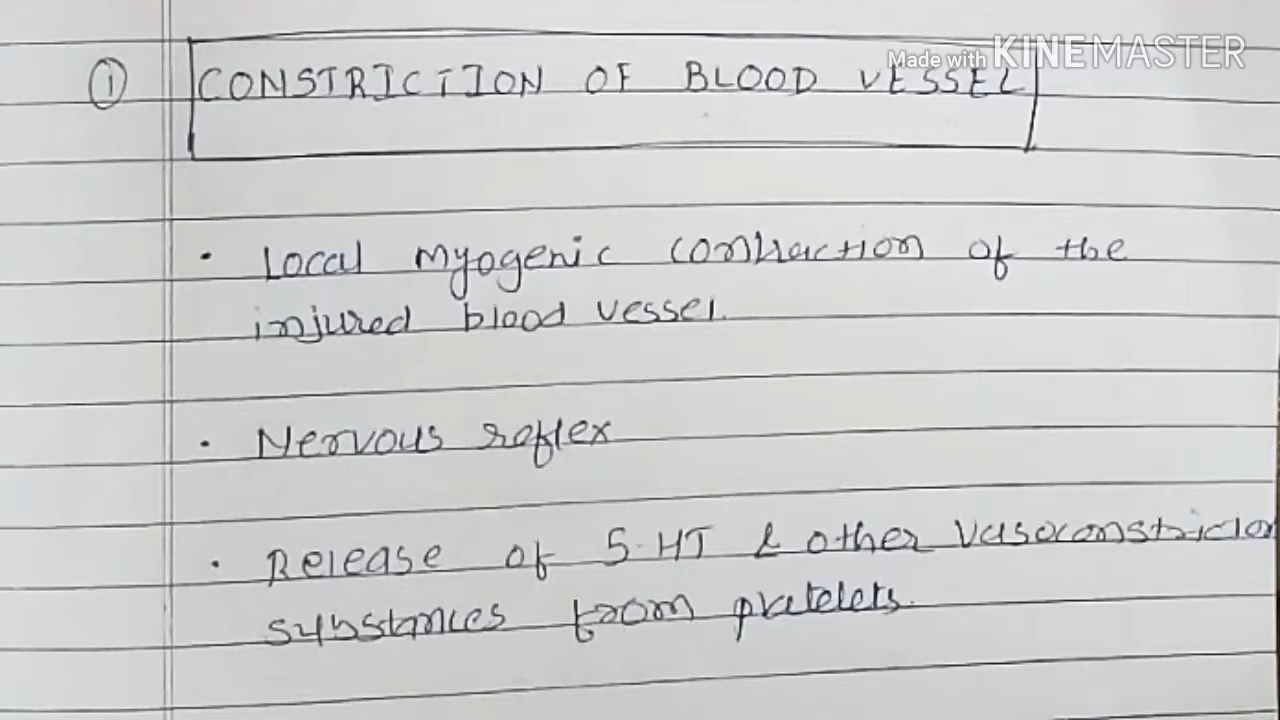 Made with KINEMASTER
① CONSTRICTION OF BLOOD VESSEL
• Local myogenic contraction of the
injured blood vessel.
• Nervous reflex
• Release of 5-HT & other vasoconstrictor
substances from platelets.